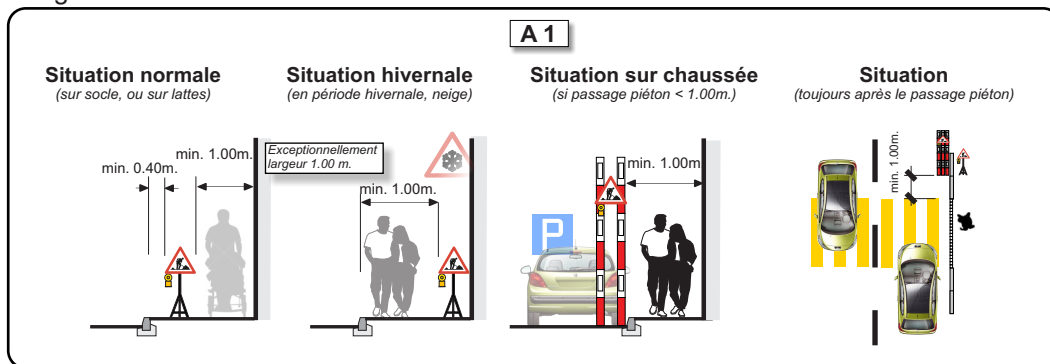 A 1
Situation normale
(sur socle, ou sur lattes)
min. 0.40m.
min. 1.00m.
Situation hivernale
(en période hivernale, neige)
Exceptionnellement
largeur 1.00 m.
min. 1.00m.
Situation sur chaussée
(si passage piéton < 1.00m.)
min. 1.00m.
P
Situation
(toujours après le passage piéton)
min. 1.00m.